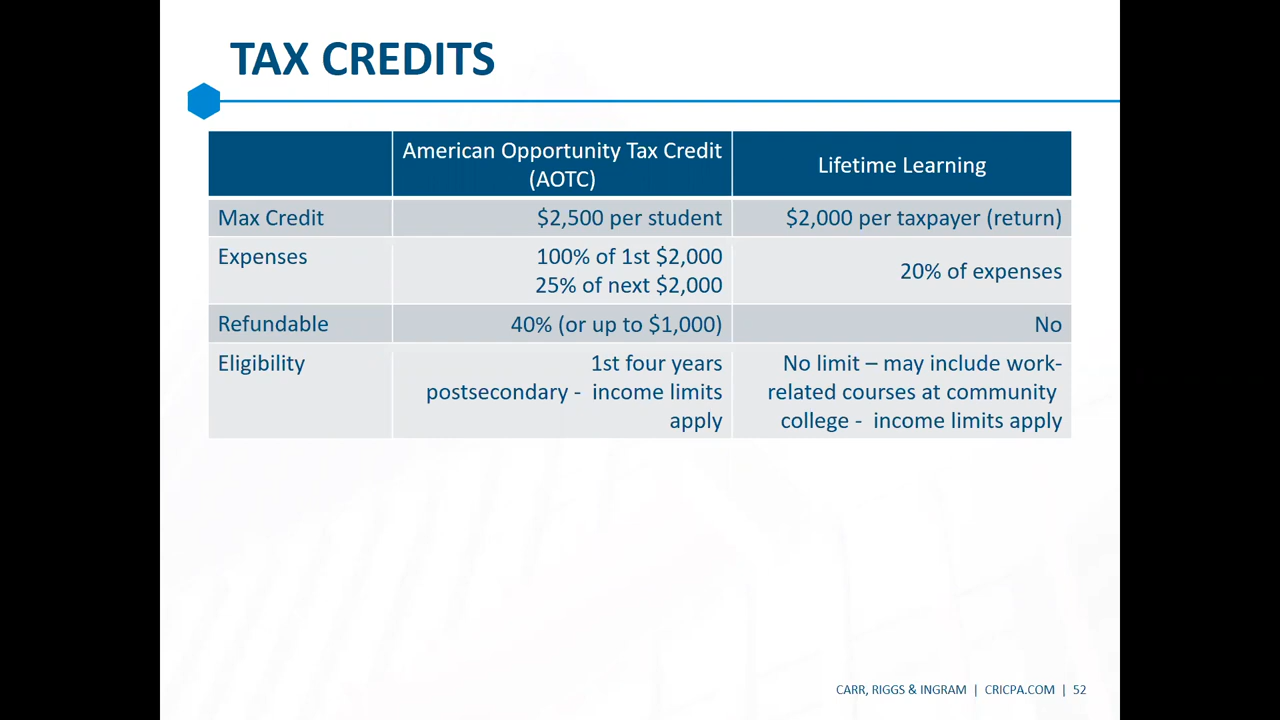 TAX CREDITS
American Opportunity Tax Credit
(AOTC)
Lifetime Learning
Max Credit
$2,500 per student
$2,000 per taxpayer (return)
Expenses
100% of 1st $2,000
25% of next $2,000
20% of expenses
Refundable
40% (or up to $1,000)
No
Eligibility
1st four years
postsecondary - income limits
apply
No limit – may include work-
related courses at community
college - income limits apply
CARR, RIGGS & INGRAM | CRICPA.COM | 52